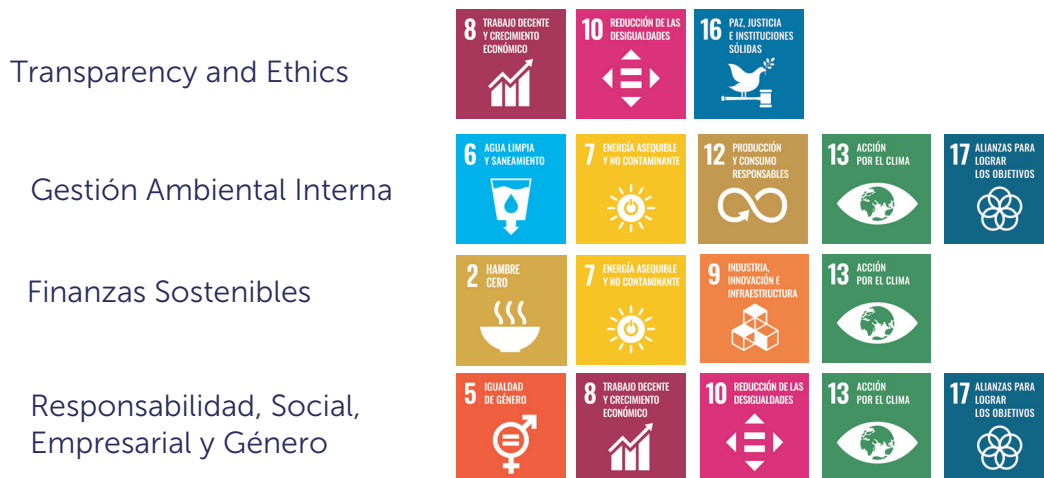 Transparency and Ethics
8 TRABAJO DECENTE
Y CRECIMIENTO
ECONÓMICO
10 REDUCCIÓN DE LAS
DESIGUALDADES
16 PAZ, JUSTICIA
E INSTITUCIONES
SÓLIDAS
Gestión Ambiental Interna
6 AGUA LIMPIA
Y SANEAMIENTO
7 ENERGÍA ASEQUIBLE
Y NO CONTAMINANTE
12 PRODUCCIÓN
Y CONSUMO
RESPONSABLES
13 ACCIÓN
POR EL CLIMA
17 ALIANZAS PARA
LOGRAR
LOS OBJETIVOS
Finanzas Sostenibles
2 HAMBRE
CERO
7 ENERGÍA ASEQUIBLE
Y NO CONTAMINANTE
9 INDUSTRIA,
INNOVACIÓN E
INFRAESTRUCTURA
13 ACCIÓN
POR EL CLIMA
Responsabilidad, Social,
Empresarial y Género
5 IGUALDAD
DE GÉNERO
8 TRABAJO DECENTE
Y CRECIMIENTO
ECONÓMICO
10 REDUCCIÓN DE LAS
DESIGUALDADES
13 ACCIÓN
POR EL CLIMA
17 ALIANZAS PARA
LOGRAR
LOS OBJETIVOS